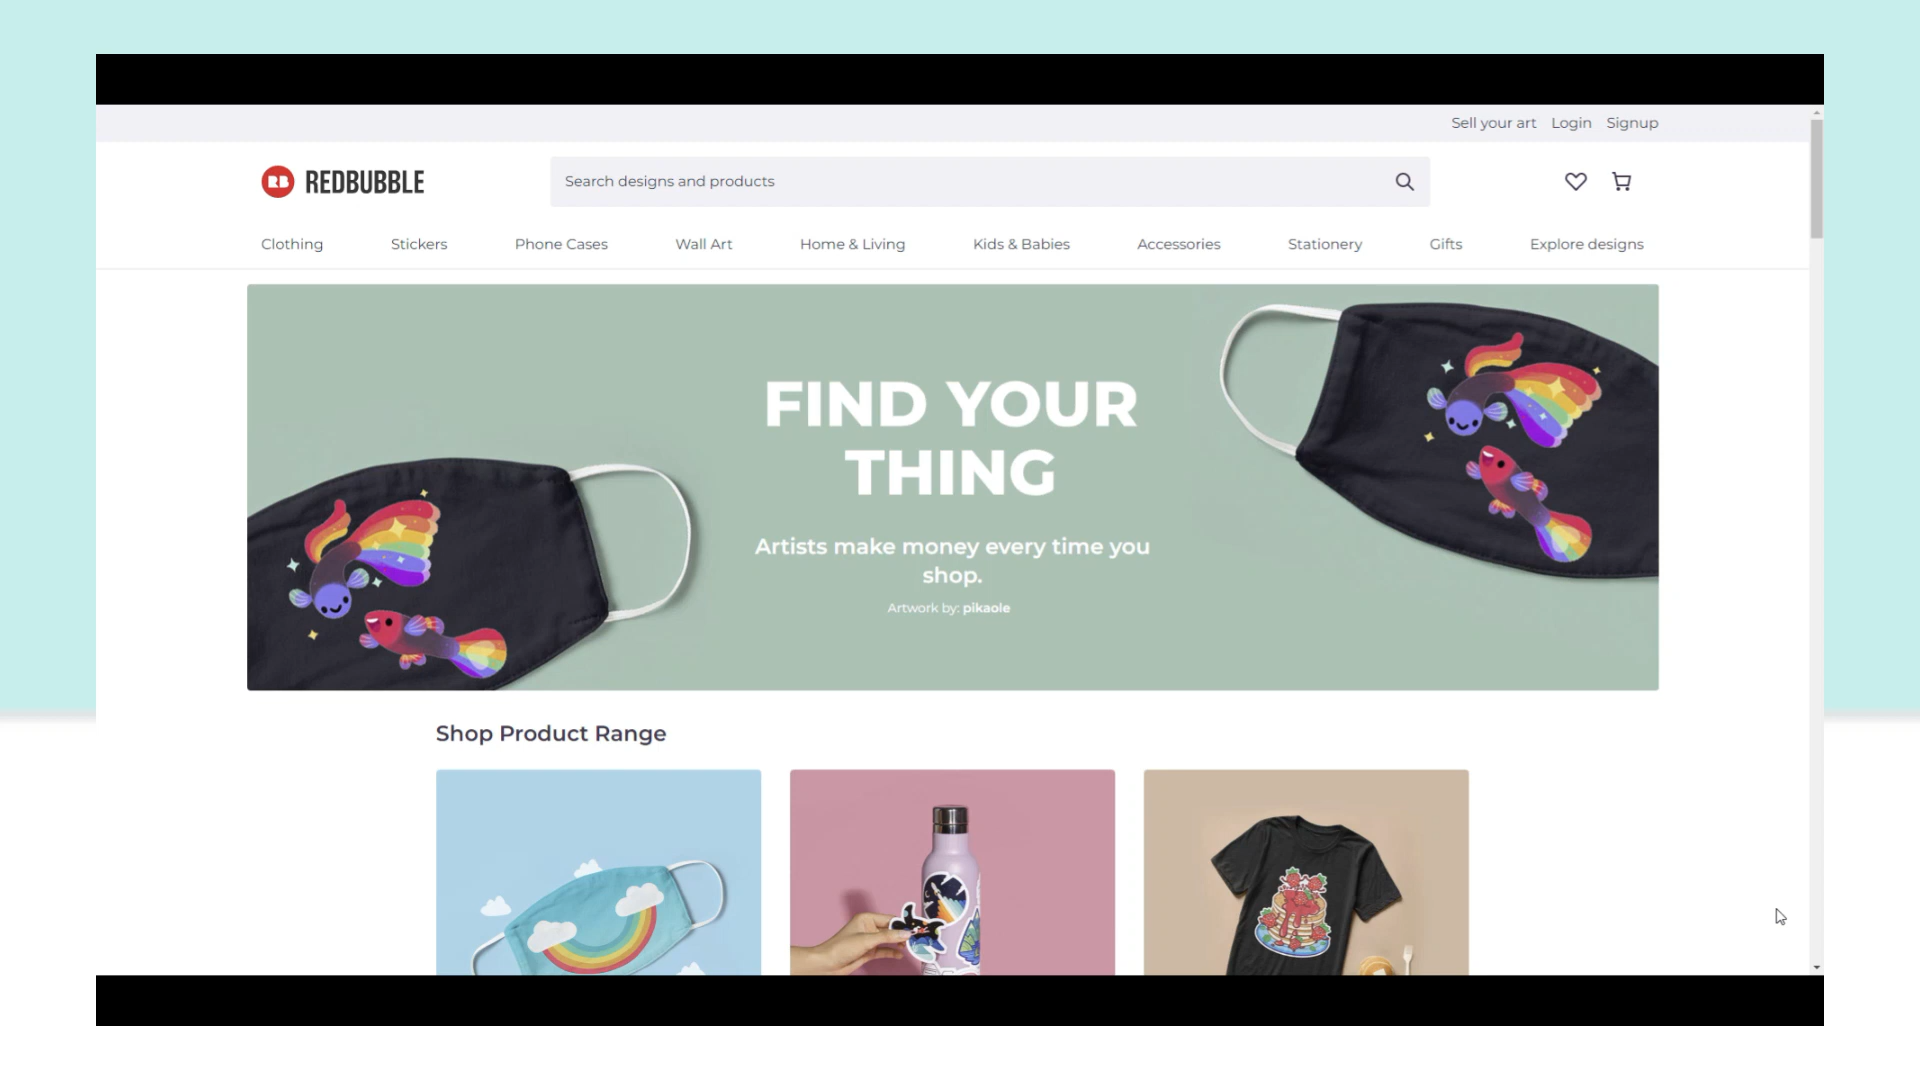 Sell your art Login Signup
RB REDBUBBLE
Search designs and products
Clothing Stickers Phone Cases Wall Art Home & Living Kids & Babies Accessories Stationery Gifts Explore designs
FIND YOUR
THING
Artists make money every time you
shop.
Artwork by: pikaole
Shop Product Range